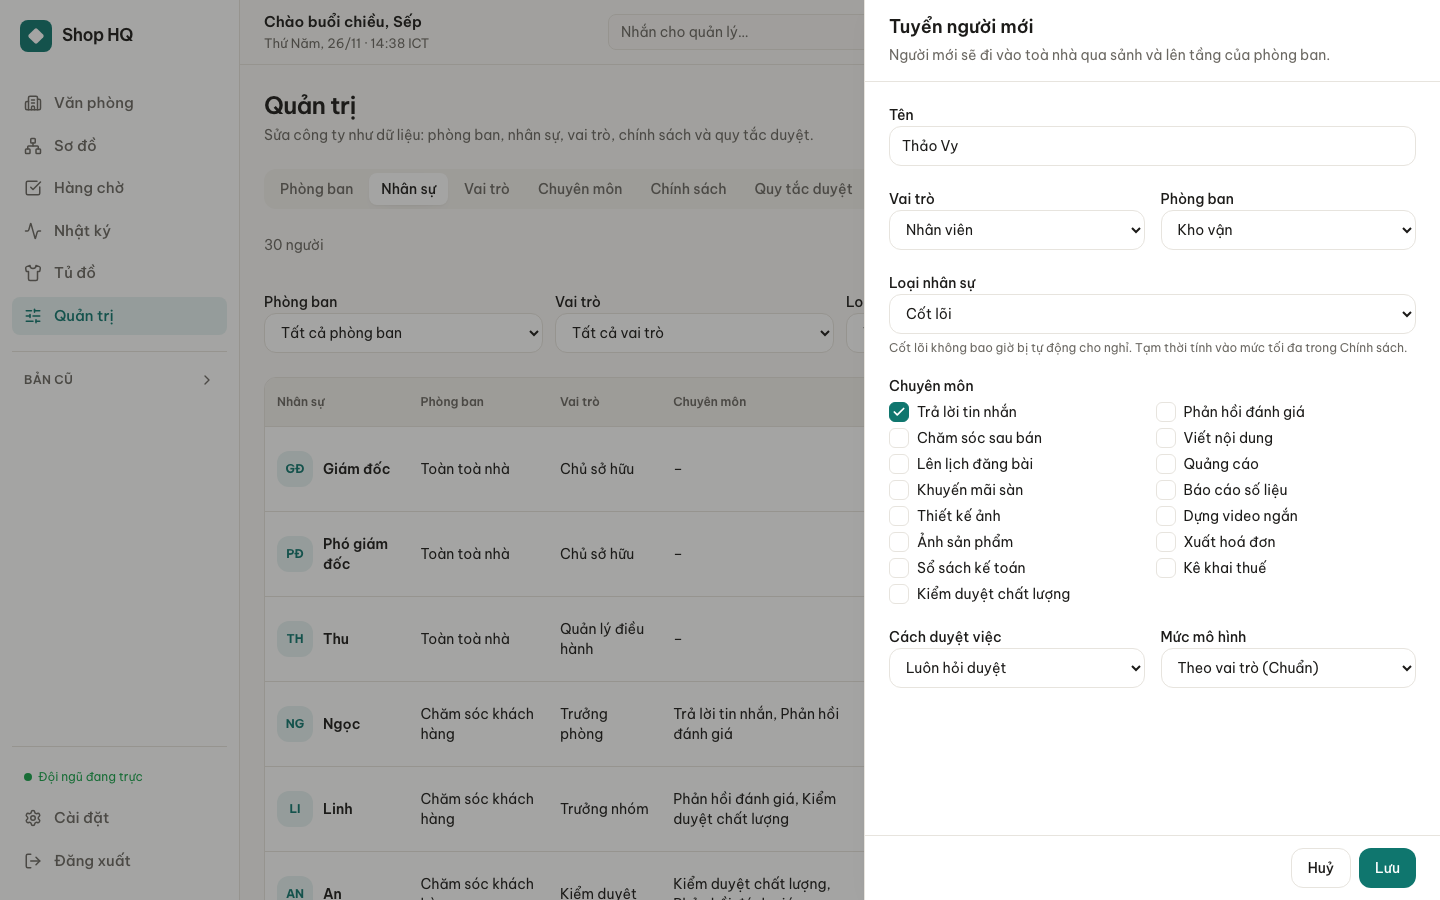 Shop HQ
Văn phòng
Sơ đồ
Hàng chờ
Nhật ký
Tủ đồ
Quản trị
BẢN CŨ
Đội ngũ đang trực
Cài đặt
Đăng xuất
Chào buổi chiều, Sếp
Thứ Năm, 26/11 · 14:38 ICT
Nhắn cho quản lý...
Quản trị
Sửa công ty như dữ liệu: phòng ban, nhân sự, vai trò, chính sách và quy tắc duyệt.
Phòng ban Nhân sự Vai trò Chuyên môn Chính sách Quy tắc duyệt
30 người
Phòng ban Vai trò Lo
Tất cả phòng ban Tất cả vai trò
Nhân sự Phòng ban Vai trò Chuyên môn
GĐ Giám đốc Toàn toà nhà Chủ sở hữu –
PĐ Phó giám đốc Toàn toà nhà Chủ sở hữu –
TH Thu Toàn toà nhà Quản lý điều hành –
NG Ngọc Chăm sóc khách hàng Trưởng phòng Trả lời tin nhắn, Phản hồi đánh giá
LI Linh Chăm sóc khách hàng Trưởng nhóm Phản hồi đánh giá, Kiểm duyệt chất lượng
AN An Chăm sóc khách Kiểm duyệt Kiểm duyệt chất lượng,
Tuyển người mới
Người mới sẽ đi vào toà nhà qua sảnh và lên tầng của phòng ban.
Tên
Thảo Vy
Vai trò Phòng ban
Nhân viên Kho vận
Loại nhân sự
Cốt lõi
Cốt lõi không bao giờ bị tự động cho nghỉ. Tạm thời tính vào mức tối đa trong Chính sách.
Chuyên môn
Trả lời tin nhắn Phản hồi đánh giá
Chăm sóc sau bán Viết nội dung
Lên lịch đăng bài Quảng cáo
Khuyến mãi sàn Báo cáo số liệu
Thiết kế ảnh Dựng video ngắn
Ảnh sản phẩm Xuất hoá đơn
Sổ sách kế toán Kê khai thuế
Kiểm duyệt chất lượng
Cách duyệt việc Mức mô hình
Luôn hỏi duyệt Theo vai trò (Chuẩn)
Huỷ Lưu